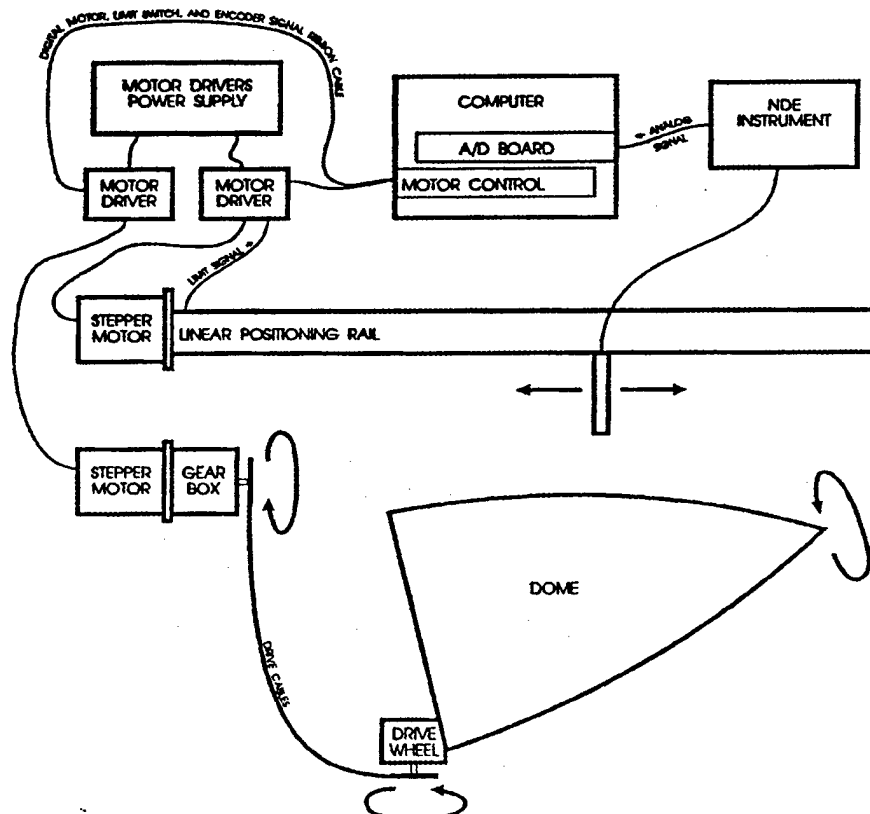 DIGITAL MOTOR, LIMIT SWITCH, AND ENCODER SIGNAL RIBBON CABLE
MOTOR DRIVERS
POWER SUPPLY
COMPUTER
A/D BOARD
MOTOR CONTROL
← ANALOG
SIGNAL
NDE
INSTRUMENT
MOTOR
DRIVER
MOTOR
DRIVER
LIMIT SIGNAL →
STEPPER
MOTOR
LINEAR POSITIONING RAIL
STEPPER
MOTOR
GEAR
BOX
DOME
DRIVE CABLES
DRIVE
WHEEL